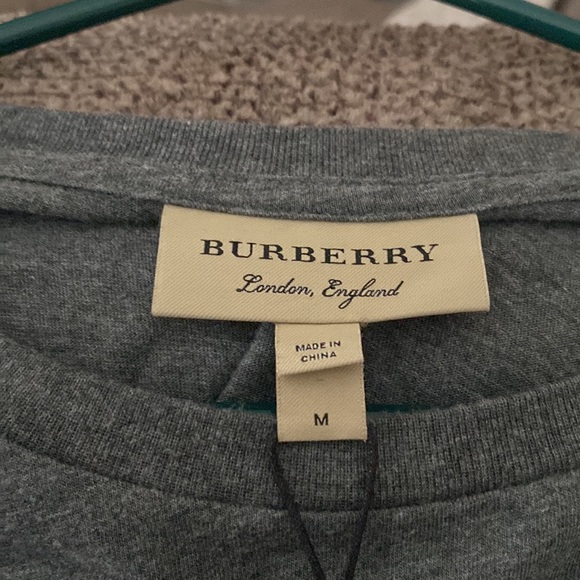 BURBERRY
London, England
MADE IN
CHINA
M